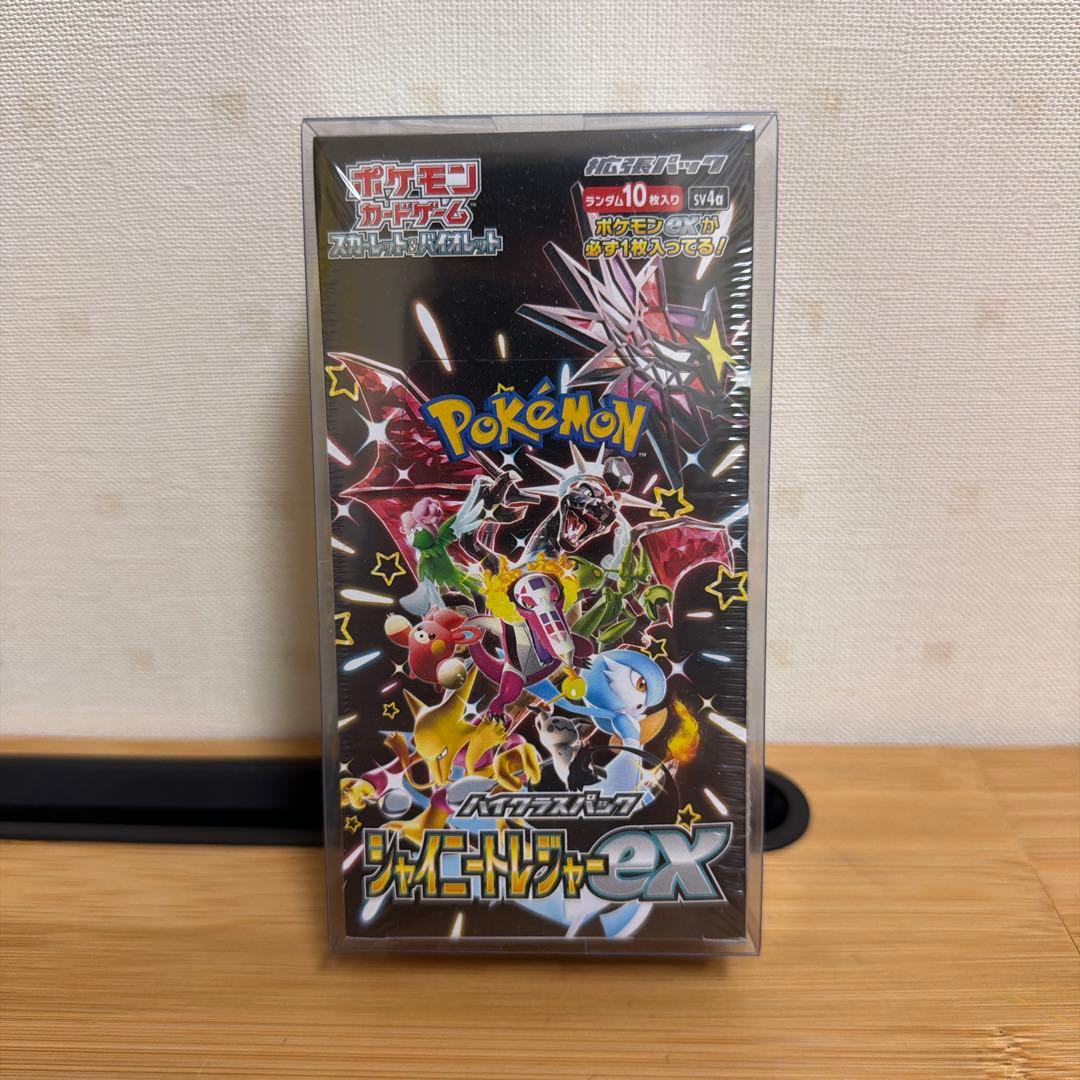 ポケモン
カードゲーム
スカーレット&バイオレット
拡張パック
ランダム10枚入り sv4a
ポケモンexが
必ず1枚入ってる!
POKéMON
TM
ハイクラスパック
シャイニートレジャーex